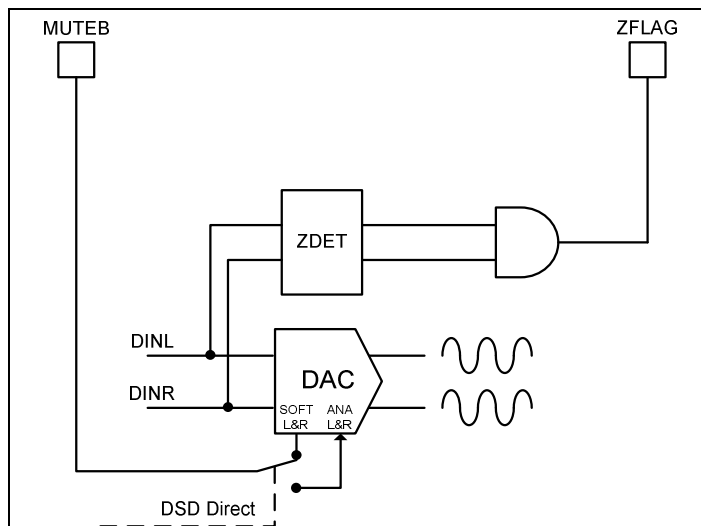 MUTEB
ZFLAG
ZDET
DINL
DINR
DAC
SOFT
L&R
ANA
L&R
DSD Direct